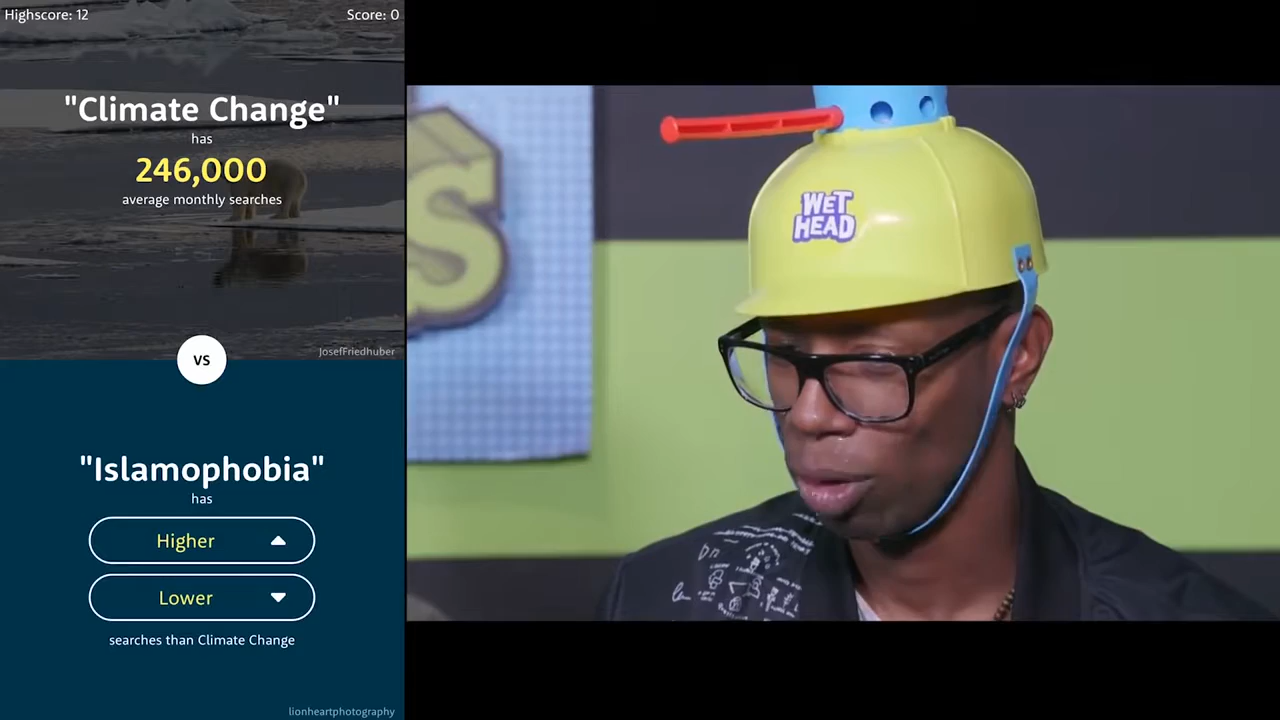 Highscore: 12
Score: 0
"Climate Change"
has
246,000
average monthly searches
JosefFriedhuber
VS
"Islamophobia"
has
Higher
Lower
searches than Climate Change
lionheartphotography
WET
HEAD
S